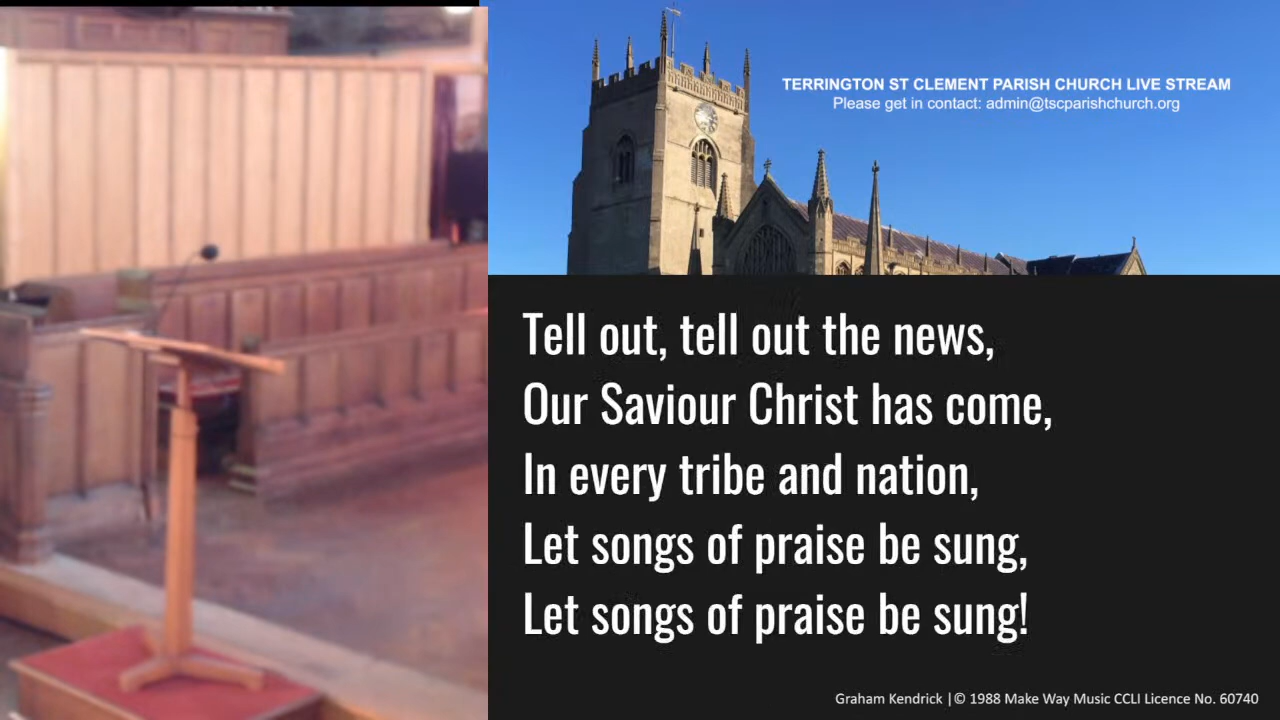 TERRINGTON ST CLEMENT PARISH CHURCH LIVE STREAM
Please get in contact: admin@tscparishchurch.org
Tell out, tell out the news,
Our Saviour Christ has come,
In every tribe and nation,
Let songs of praise be sung,
Let songs of praise be sung!
Graham Kendrick |© 1988 Make Way Music CCLI Licence No. 60740